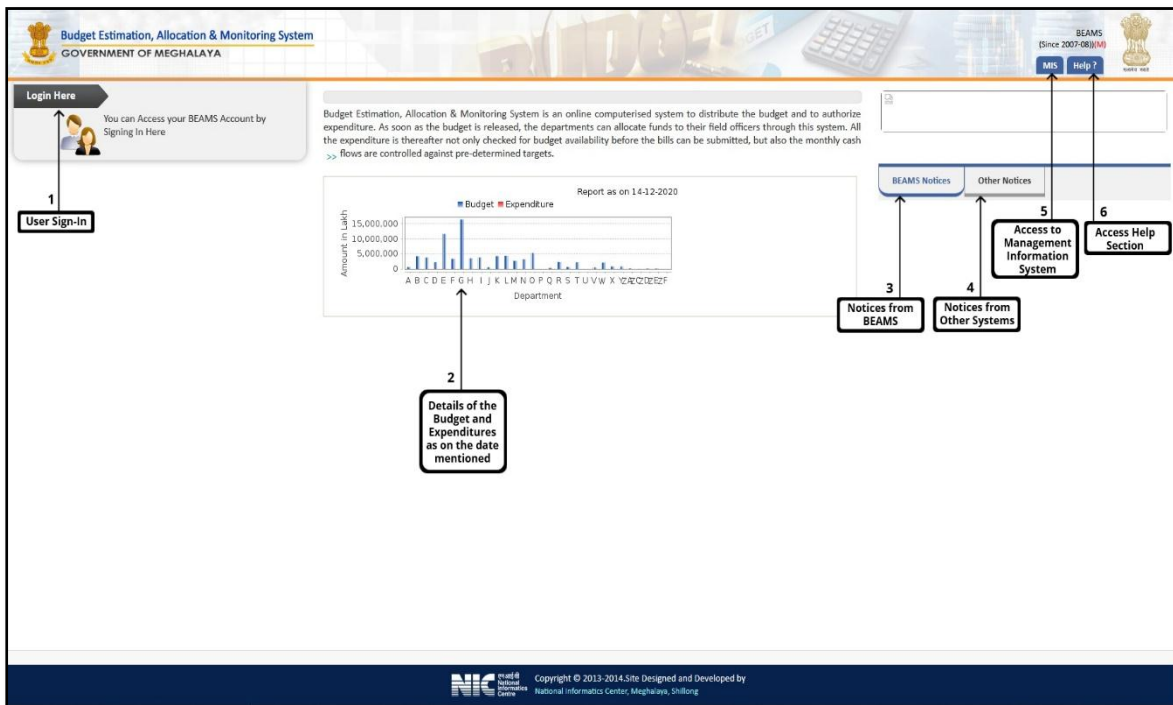 Budget Estimation, Allocation & Monitoring System
GOVERNMENT OF MEGHALAYA
BEAMS
(Since 2007-08)(M)
MIS
Help ?
Login Here
You can Access your BEAMS Account by
Signing In Here
1
User Sign-In
Budget Estimation, Allocation & Monitoring System is an online computerised system to distribute the budget and to authorize
expenditure. As soon as the budget is released, the departments can allocate funds to their field officers through this system. All
the expenditure is thereafter not only checked for budget availability before the bills can be submitted, but also the monthly cash
>> flows are controlled against pre-determined targets.
Report as on 14-12-2020
Budget Expenditure
Amount in Lakh
15,000,000
10,000,000
5,000,000
0
A B C D E F G H I J K L M N O P Q R S T U V W X
Department
2
Details of the
Budget and
Expenditures
as on the date
mentioned
BEAMS Notices
Other Notices
3
Notices from
BEAMS
4
Notices from
Other Systems
5
Access to
Management
Information
System
6
Access Help
Section
NIC
एन आई सी
National
Informatics
Centre
Copyright © 2013-2014.Site Designed and Developed by
National Informatics Center, Meghalaya, Shillong